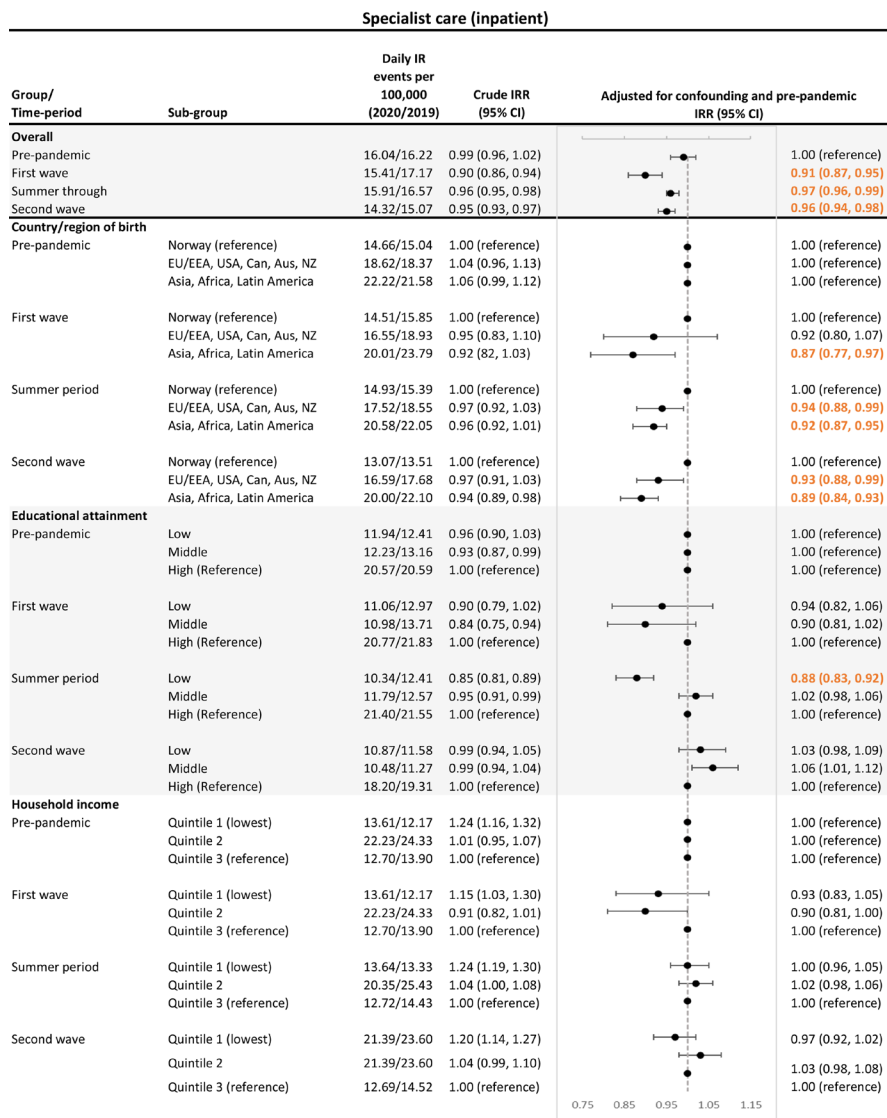 Specialist care (inpatient)
Group/ Time-period Sub-group Daily IR events per 100,000 (2020/2019) Crude IRR (95% CI) Adjusted for confounding and pre-pandemic IRR (95% CI)
Overall
Pre-pandemic 16.04/16.22 0.99 (0.96, 1.02) 1.00 (reference)
First wave 15.41/17.17 0.90 (0.86, 0.94) 0.91 (0.87, 0.95)
Summer through 15.91/16.57 0.96 (0.95, 0.98) 0.97 (0.96, 0.99)
Second wave 14.32/15.07 0.95 (0.93, 0.97) 0.96 (0.94, 0.98)
Country/region of birth
Pre-pandemic Norway (reference) 14.66/15.04 1.00 (reference) 1.00 (reference)
EU/EEA, USA, Can, Aus, NZ 18.62/18.37 1.04 (0.96, 1.13) 1.00 (reference)
Asia, Africa, Latin America 22.22/21.58 1.06 (0.99, 1.12) 1.00 (reference)
First wave Norway (reference) 14.51/15.85 1.00 (reference) 1.00 (reference)
EU/EEA, USA, Can, Aus, NZ 16.55/18.93 0.95 (0.83, 1.10) 0.92 (0.80, 1.07)
Asia, Africa, Latin America 20.01/23.79 0.92 (82, 1.03) 0.87 (0.77, 0.97)
Summer period Norway (reference) 14.93/15.39 1.00 (reference) 1.00 (reference)
EU/EEA, USA, Can, Aus, NZ 17.52/18.55 0.97 (0.92, 1.03) 0.94 (0.88, 0.99)
Asia, Africa, Latin America 20.58/22.05 0.96 (0.92, 1.01) 0.92 (0.87, 0.95)
Second wave Norway (reference) 13.07/13.51 1.00 (reference) 1.00 (reference)
EU/EEA, USA, Can, Aus, NZ 16.59/17.68 0.97 (0.91, 1.03) 0.93 (0.88, 0.99)
Asia, Africa, Latin America 20.00/22.10 0.94 (0.89, 0.98) 0.89 (0.84, 0.93)
Educational attainment
Pre-pandemic Low 11.94/12.41 0.96 (0.90, 1.03) 1.00 (reference)
Middle 12.23/13.16 0.93 (0.87, 0.99) 1.00 (reference)
High (Reference) 20.57/20.59 1.00 (reference) 1.00 (reference)
First wave Low 11.06/12.97 0.90 (0.79, 1.02) 0.94 (0.82, 1.06)
Middle 10.98/13.71 0.84 (0.75, 0.94) 0.90 (0.81, 1.02)
High (Reference) 20.77/21.83 1.00 (reference) 1.00 (reference)
Summer period Low 10.34/12.41 0.85 (0.81, 0.89) 0.88 (0.83, 0.92)
Middle 11.79/12.57 0.95 (0.91, 0.99) 1.02 (0.98, 1.06)
High (Reference) 21.40/21.55 1.00 (reference) 1.00 (reference)
Second wave Low 10.87/11.58 0.99 (0.94, 1.05) 1.03 (0.98, 1.09)
Middle 10.48/11.27 0.99 (0.94, 1.04) 1.06 (1.01, 1.12)
High (Reference) 18.20/19.31 1.00 (reference) 1.00 (reference)
Household income
Pre-pandemic Quintile 1 (lowest) 13.61/12.17 1.24 (1.16, 1.32) 1.00 (reference)
Quintile 2 22.23/24.33 1.01 (0.95, 1.07) 1.00 (reference)
Quintile 3 (reference) 12.70/13.90 1.00 (reference) 1.00 (reference)
First wave Quintile 1 (lowest) 13.61/12.17 1.15 (1.03, 1.30) 0.93 (0.83, 1.05)
Quintile 2 22.23/24.33 0.91 (0.82, 1.01) 0.90 (0.81, 1.00)
Quintile 3 (reference) 12.70/13.90 1.00 (reference) 1.00 (reference)
Summer period Quintile 1 (lowest) 13.64/13.33 1.24 (1.19, 1.30) 1.00 (0.96, 1.05)
Quintile 2 20.35/25.43 1.04 (1.00, 1.08) 1.02 (0.98, 1.06)
Quintile 3 (reference) 12.72/14.43 1.00 (reference) 1.00 (reference)
Second wave Quintile 1 (lowest) 21.39/23.60 1.20 (1.14, 1.27) 0.97 (0.92, 1.02)
Quintile 2 21.39/23.60 1.04 (0.99, 1.10) 1.03 (0.98, 1.08)
Quintile 3 (reference) 12.69/14.52 1.00 (reference) 1.00 (reference)
0.75 0.85 0.95 1.05 1.15